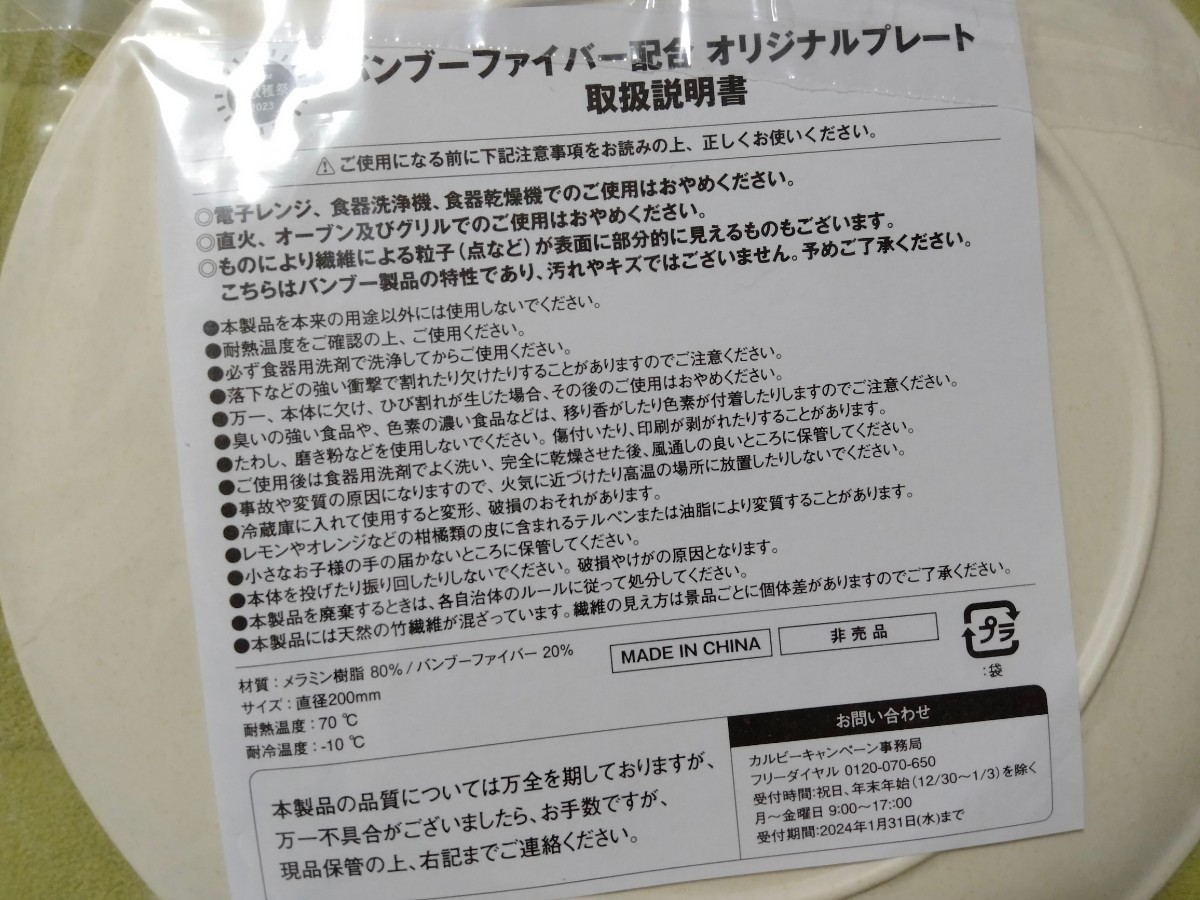 収穫祭
2023
バンブーファイバー配合 オリジナルプレート
取扱説明書
⚠ご使用になる前に下記注意事項をお読みの上、正しくお使いください。
◎電子レンジ、食器洗浄機、食器乾燥機でのご使用はおやめください。
◎直火、オーブン及びグリルでのご使用はおやめください。
◎ものにより繊維による粒子(点など)が表面に部分的に見えるものもございます。
こちらはバンブー製品の特性であり、汚れやキズではございません。予めご了承ください。
●本製品を本来の用途以外には使用しないでください。
●耐熱温度をご確認の上、ご使用ください。
●必ず食器用洗剤で洗浄してからご使用ください。
●落下などの強い衝撃で割れたり欠けたりすることがありますのでご注意ください。
●万一、本体に欠け、ひび割れが生じた場合、その後のご使用はおやめください。
●臭いの強い食品や、色素の濃い食品などは、移り香がしたり色素が付着したりしますのでご注意ください。
●たわし、磨き粉などを使用しないでください。傷付いたり、印刷が剥がれたりすることがあります。
●ご使用後は食器用洗剤でよく洗い、完全に乾燥させた後、風通しの良いところに保管してください。
●事故や変質の原因になりますので、火気に近づけたり高温の場所に放置したりしないでください。
●冷蔵庫に入れて使用すると変形、破損のおそれがあります。
●レモンやオレンジなどの柑橘類の皮に含まれるテルペンまたは油脂により変質することがあります。
●小さなお子様の手の届かないところに保管してください。
●本体を投げたり振り回したりしないでください。破損やけがの原因となります。
●本製品を廃棄するときは、各自治体のルールに従って処分してください。
●本製品には天然の竹繊維が混ざっています。繊維の見え方は景品ごとに個体差がありますのでご了承ください。
材質:メラミン樹脂 80% / バンブーファイバー 20%
サイズ:直径200mm
耐熱温度:70 ℃
耐冷温度:-10 ℃
MADE IN CHINA
非売品
プラ
:袋
本製品の品質については万全を期しておりますが、
万一不具合がございましたら、お手数ですが、
現品保管の上、右記までご連絡ください。
お問い合わせ
カルビーキャンペーン事務局
フリーダイヤル 0120-070-650
受付時間:祝日、年末年始(12/30～1/3)を除く
月～金曜日 9:00～17:00
受付期間:2024年1月31日(水)まで